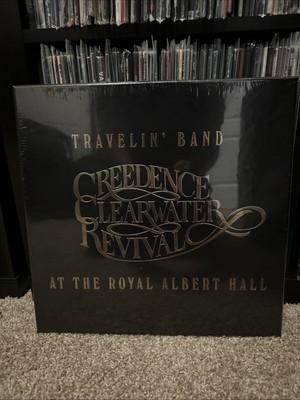 TRAVELIN' BAND
CREEDENCE
CLEARWATER
REVIVAL
AT THE ROYAL ALBERT HALL